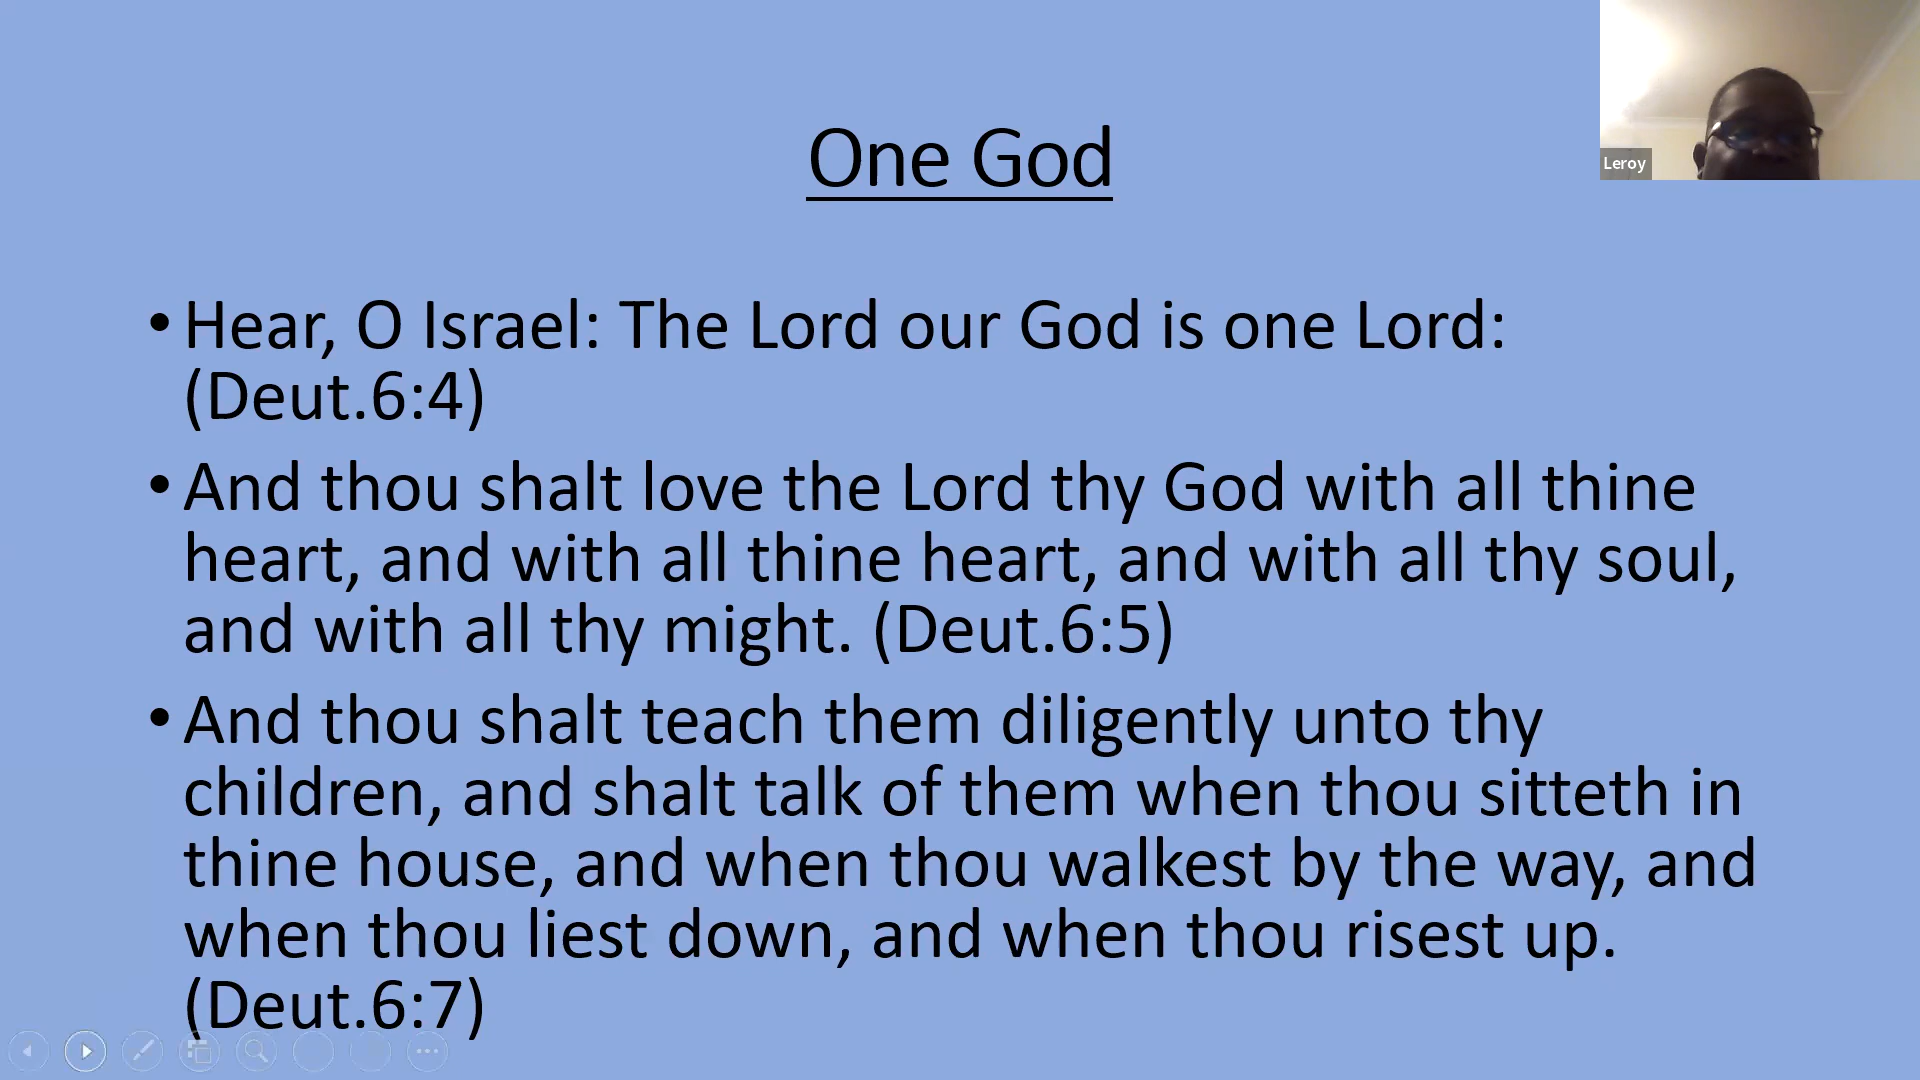 One God
Leroy
• Hear, O Israel: The Lord our God is one Lord:
(Deut.6:4)
• And thou shalt love the Lord thy God with all thine
heart, and with all thine heart, and with all thy soul,
and with all thy might. (Deut.6:5)
• And thou shalt teach them diligently unto thy
children, and shalt talk of them when thou sitteth in
thine house, and when thou walkest by the way, and
when thou liest down, and when thou risest up.
(Deut.6:7)